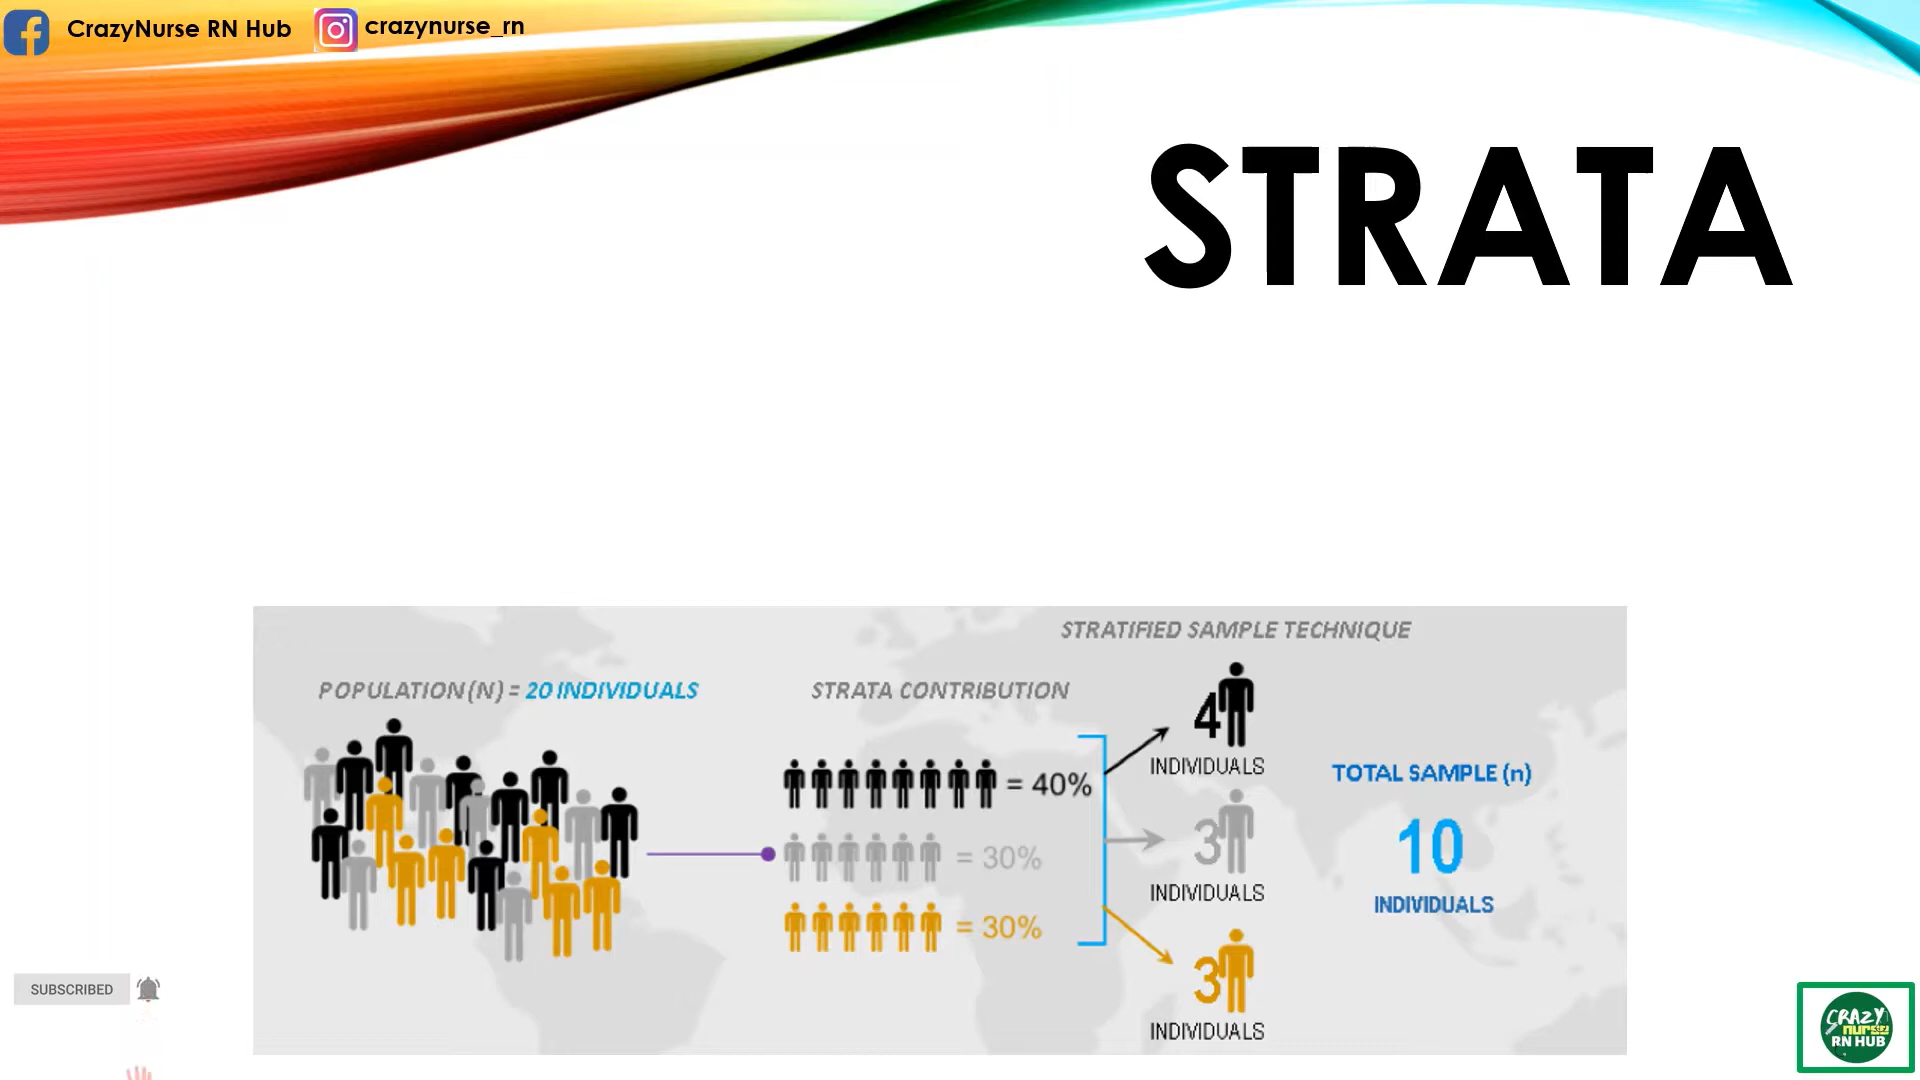 CrazyNurse RN Hub
crazynurse_rn
STRATA
STRATIFIED SAMPLE TECHNIQUE
POPULATION (N) = 20 INDIVIDUALS
STRATA CONTRIBUTION
= 40%
= 30%
= 30%
4
INDIVIDUALS
3
INDIVIDUALS
3
INDIVIDUALS
TOTAL SAMPLE (n)
10
INDIVIDUALS
SUBSCRIBED
CRAZY
nurse
RN HUB